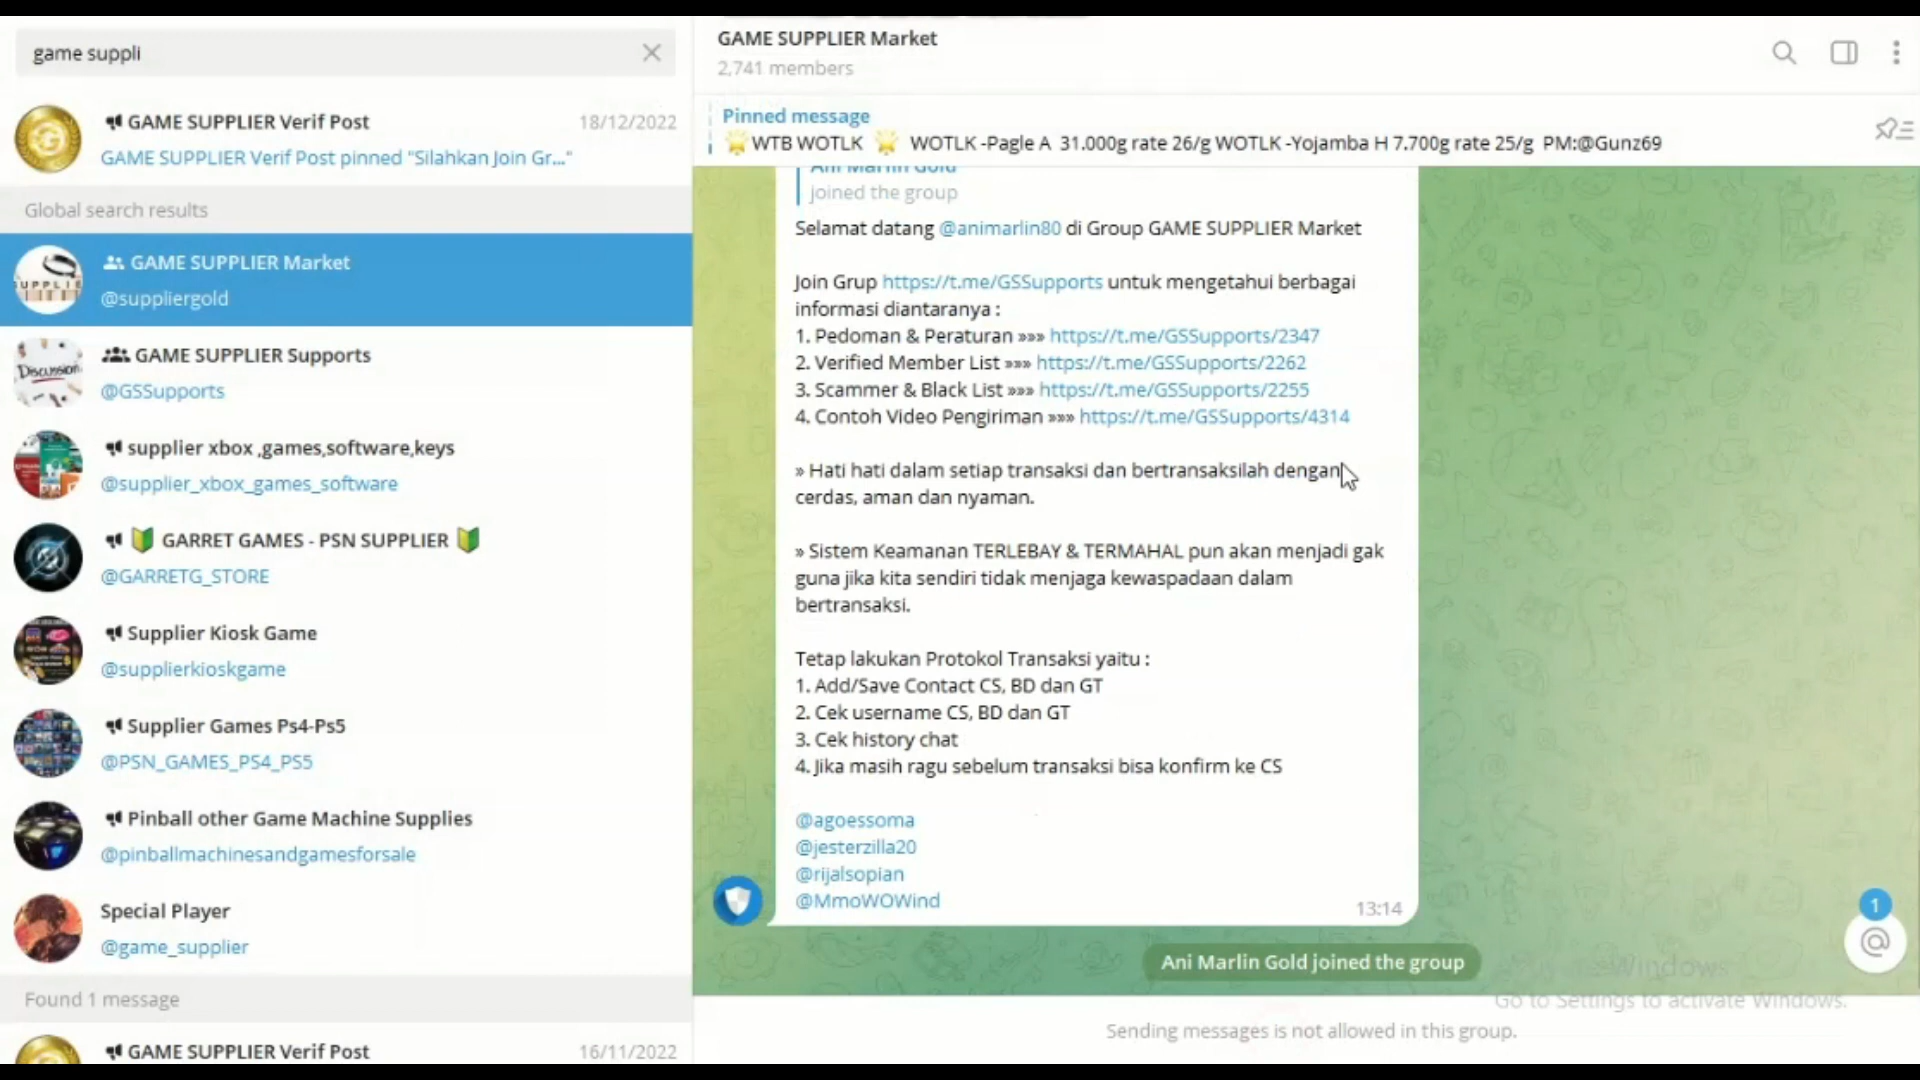 game suppli
GAME SUPPLIER Verif Post 18/12/2022
GAME SUPPLIER Verif Post pinned "Silahkan Join Gr..."
Global search results
GAME SUPPLIER Market
@suppliergold
GAME SUPPLIER Supports
@GSSupports
supplier xbox ,games,software,keys
@supplier_xbox_games_software
GARRET GAMES - PSN SUPPLIER
@GARRETG_STORE
Supplier Kiosk Game
@supplierkioskgame
Supplier Games Ps4-Ps5
@PSN_GAMES_PS4_PS5
Pinball other Game Machine Supplies
@pinballmachinesandgamesforsale
Special Player
@game_supplier
Found 1 message
GAME SUPPLIER Verif Post 16/11/2022
GAME SUPPLIER Market
2,741 members
Pinned message
WTB WOTLK WOTLK -Pagle A 31.000g rate 26/g WOTLK -Yojamba H 7.700g rate 25/g PM:@Gunz69
Ani Marlin Gold
joined the group
Selamat datang @animarlin80 di Group GAME SUPPLIER Market
Join Grup https://t.me/GSSupports untuk mengetahui berbagai
informasi diantaranya :
1. Pedoman & Peraturan »»» https://t.me/GSSupports/2347
2. Verified Member List »»» https://t.me/GSSupports/2262
3. Scammer & Black List »»» https://t.me/GSSupports/2255
4. Contoh Video Pengiriman »»» https://t.me/GSSupports/4314
» Hati hati dalam setiap transaksi dan bertransaksilah dengan
cerdas, aman dan nyaman.
» Sistem Keamanan TERLEBAY & TERMAHAL pun akan menjadi gak
guna jika kita sendiri tidak menjaga kewaspadaan dalam
bertransaksi.
Tetap lakukan Protokol Transaksi yaitu :
1. Add/Save Contact CS, BD dan GT
2. Cek username CS, BD dan GT
3. Cek history chat
4. Jika masih ragu sebelum transaksi bisa konfirm ke CS
@agoessoma
@jesterzilla20
@rijalsopian
@MmoWOWind
13:14
1
Ani Marlin Gold joined the group
Activate Windows
Go to Settings to activate Windows.
Sending messages is not allowed in this group.
SUPPLIE
Discussion